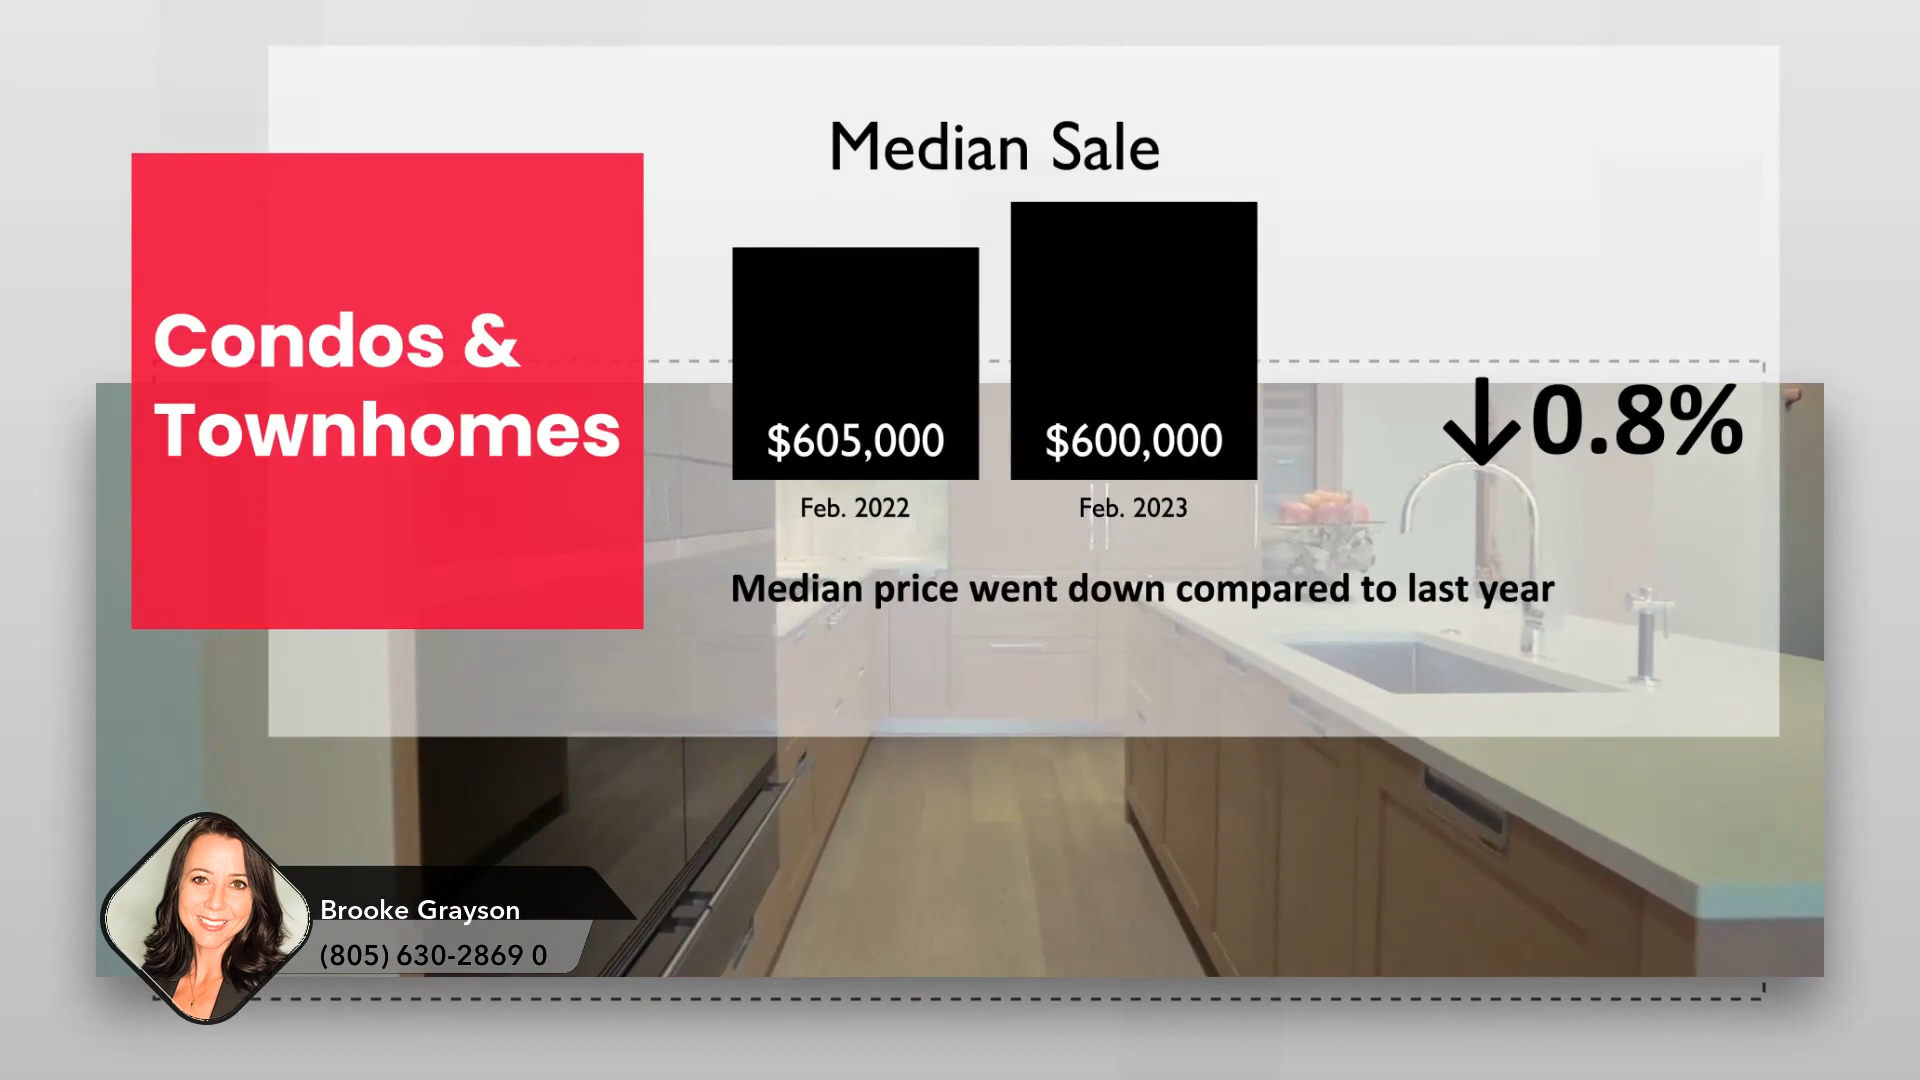 Median Sale
Condos &
Townhomes
$605,000
$600,000
↓0.8%
Feb. 2022
Feb. 2023
Median price went down compared to last year
Brooke Grayson
(805) 630-2869 0